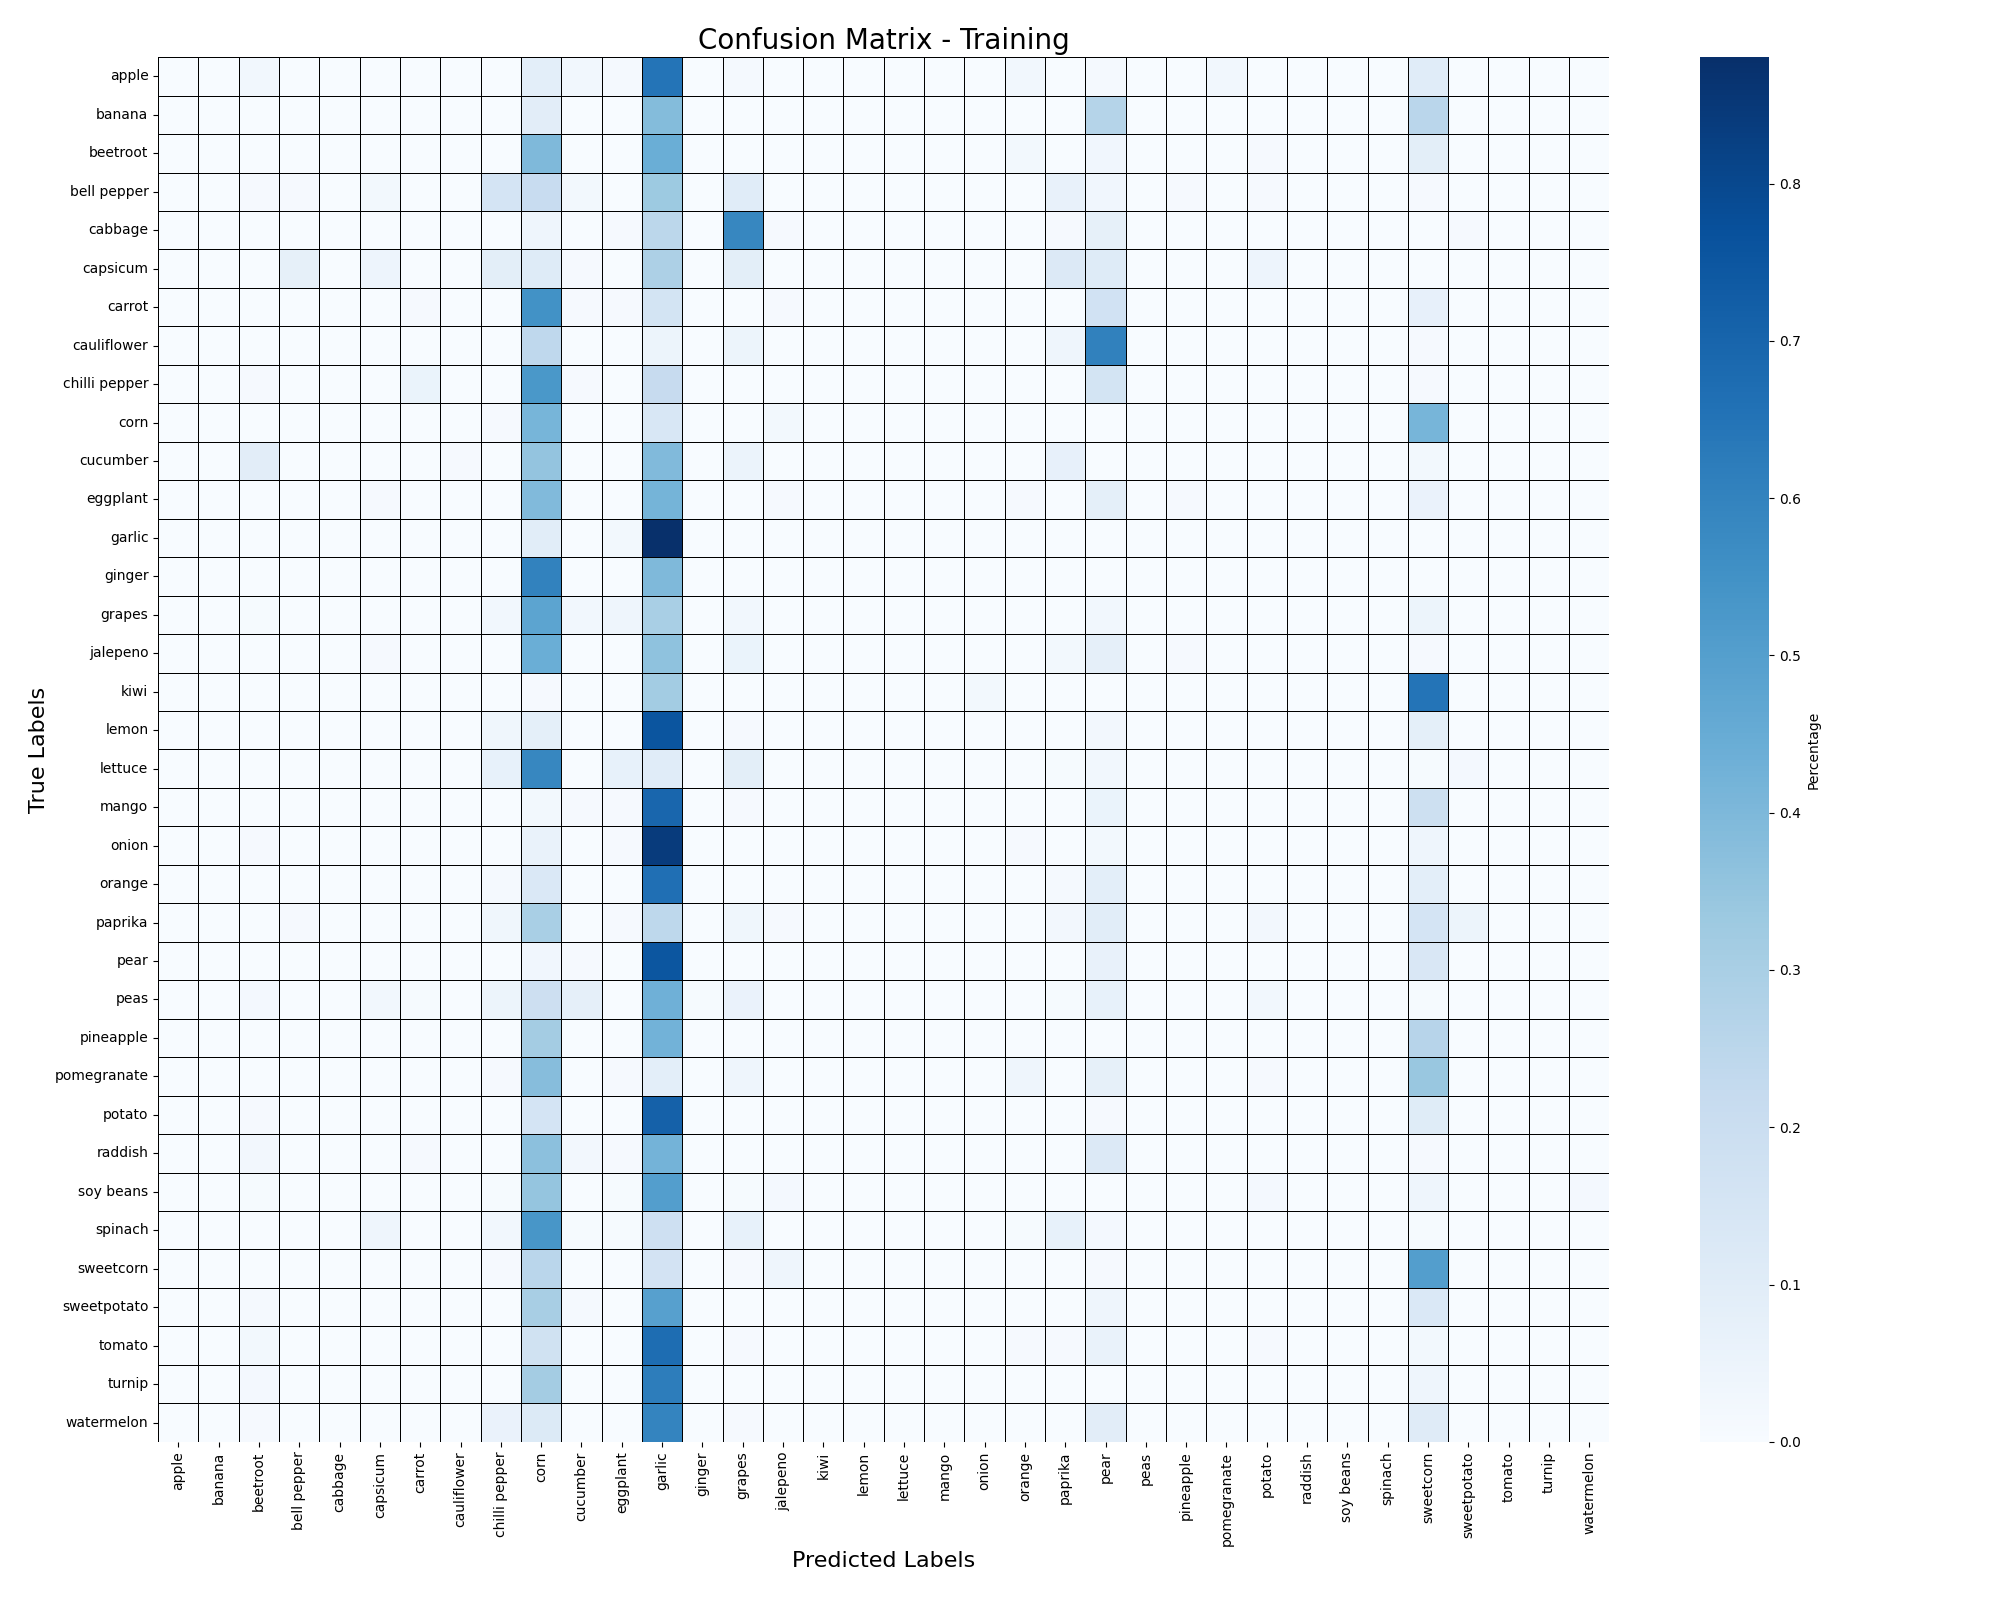 Confusion Matrix - Training
True Labels
apple
banana
beetroot
bell pepper
cabbage
capsicum
carrot
cauliflower
chilli pepper
corn
cucumber
eggplant
garlic
ginger
grapes
jalepeno
kiwi
lemon
lettuce
mango
onion
orange
paprika
pear
peas
pineapple
pomegranate
potato
raddish
soy beans
spinach
sweetcorn
sweetpotato
tomato
turnip
watermelon
apple
banana
beetroot
bell pepper
cabbage
capsicum
carrot
cauliflower
chilli pepper
corn
cucumber
eggplant
garlic
ginger
grapes
jalepeno
kiwi
lemon
lettuce
mango
onion
orange
paprika
pear
peas
pineapple
pomegranate
potato
raddish
soy beans
spinach
sweetcorn
sweetpotato
tomato
turnip
watermelon
Predicted Labels
0.8
0.7
0.6
0.5
0.4
0.3
0.2
0.1
0.0
Percentage